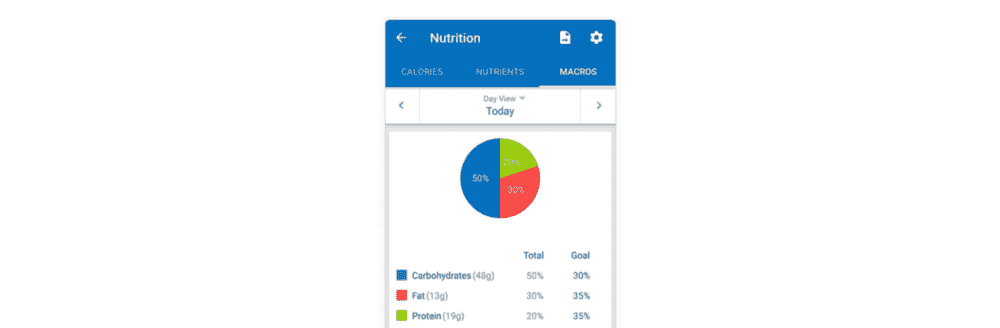 Nutrition
CALORIES NUTRIENTS MACROS
Day View
Today
20%
50%
30%
Total Goal
Carbohydrates (48g) 50% 30%
Fat (13g) 30% 35%
Protein (19g) 20% 35%